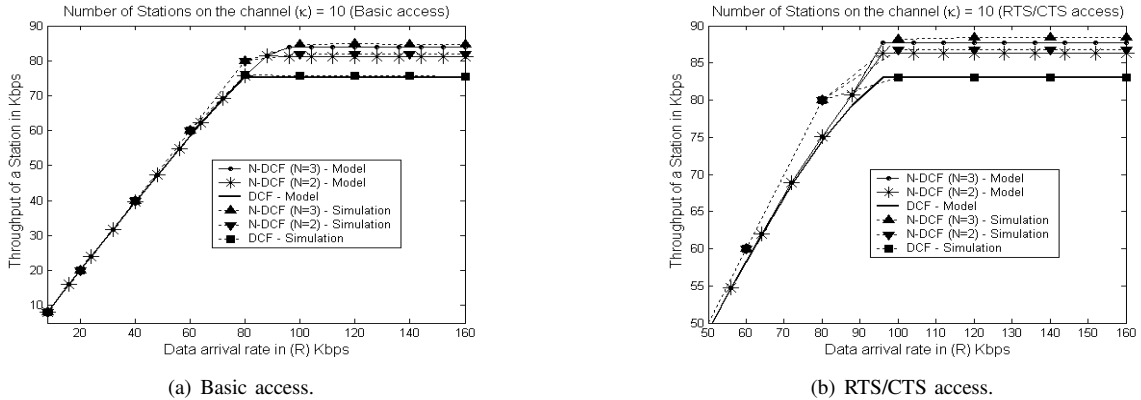 Number of Stations on the channel (κ) = 10 (Basic access)
Throughput of a Station in Kbps
90
80
70
60
50
40
30
20
10
N-DCF (N=3) - Model
N-DCF (N=2) - Model
DCF - Model
N-DCF (N=3) - Simulation
N-DCF (N=2) - Simulation
DCF - Simulation
20 40 60 80 100 120 140 160
Data arrival rate in (R) Kbps
(a) Basic access.
Number of Stations on the channel (κ) = 10 (RTS/CTS access)
Throughput of a Station in Kbps
90
85
80
75
70
65
60
55
50
N-DCF (N=3) - Model
N-DCF (N=2) - Model
DCF - Model
N-DCF (N=3) - Simulation
N-DCF (N=2) - Simulation
DCF - Simulation
50 60 70 80 90 100 110 120 130 140 150 160
Data arrival rate in (R) Kbps
(b) RTS/CTS access.